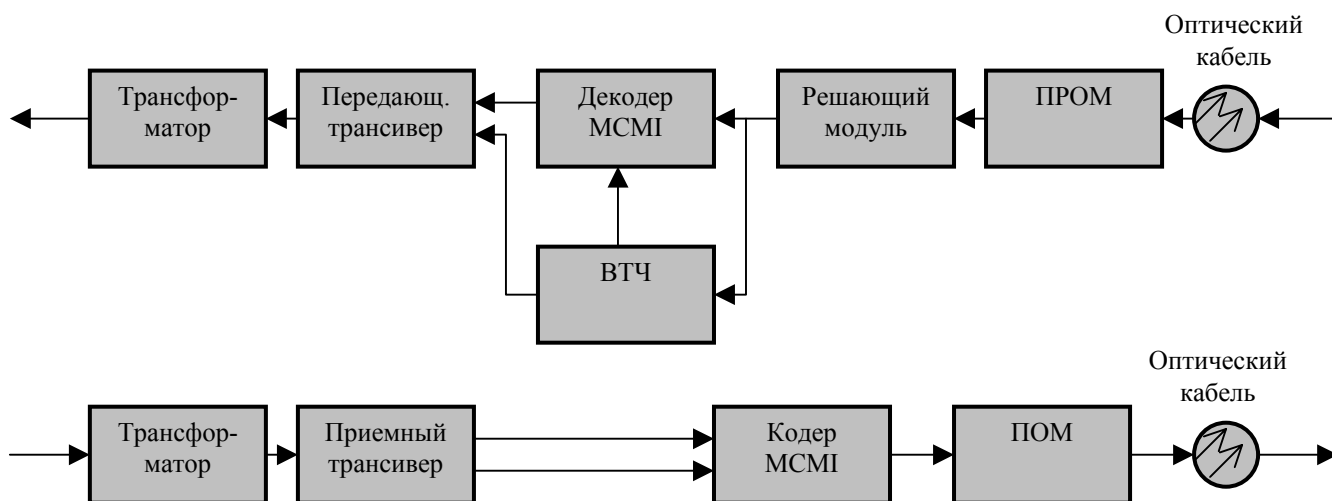 Оптический
кабель
Трансфор-
матор
Передающ.
трансивер
Декодер
MCMI
Решающий
модуль
ПРОМ
ВТЧ
Оптический
кабель
Трансфор-
матор
Приемный
трансивер
Кодер
MCMI
ПОМ